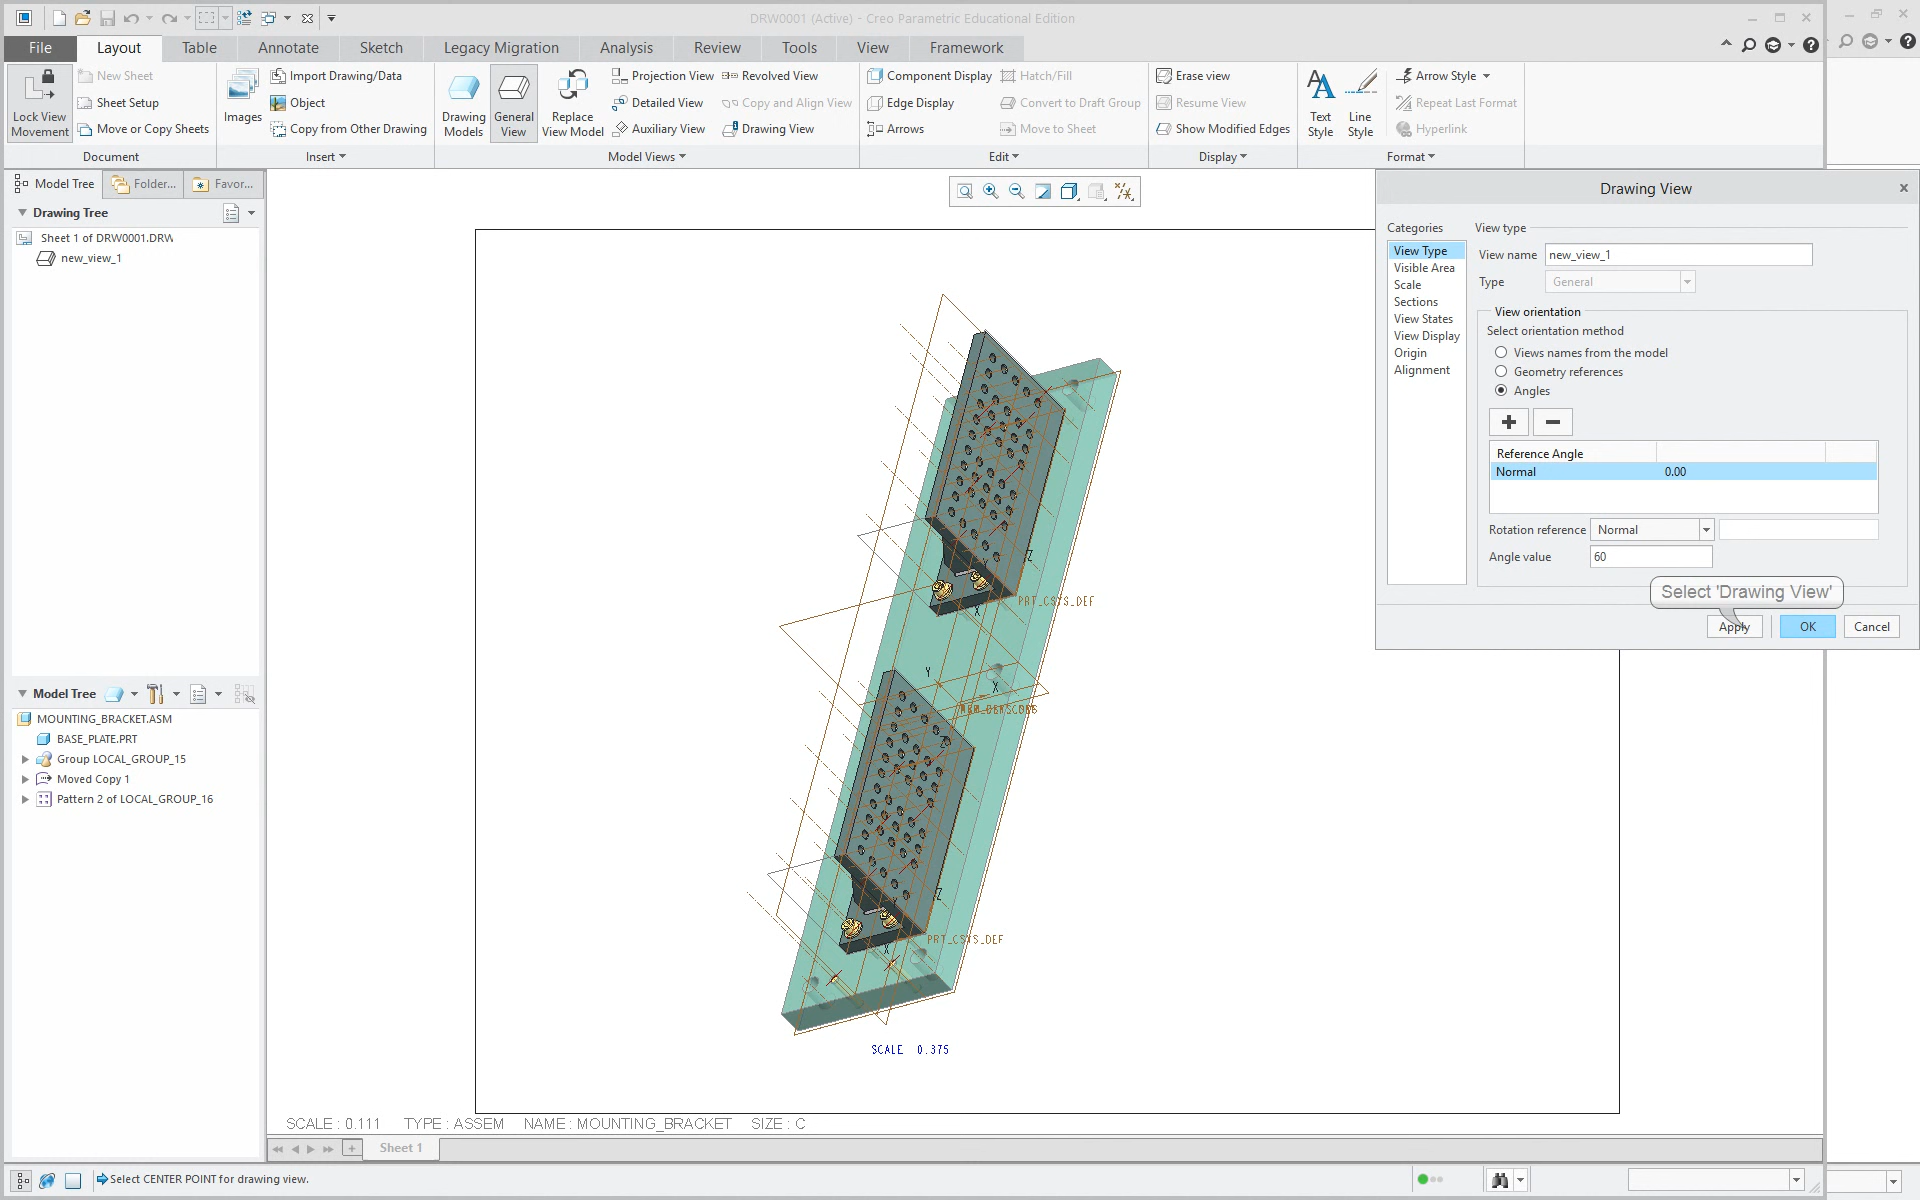 DRW0001 (Active) - Creo Parametric Educational Edition
File Layout Table Annotate Sketch Legacy Migration Analysis Review Tools View Framework
Lock View Movement
New Sheet
Sheet Setup
Move or Copy Sheets
Document
Images
Import Drawing/Data
Object
Copy from Other Drawing
Insert
Drawing Models
General View
Replace View Model
Projection View
Detailed View
Auxiliary View
Revolved View
Copy and Align View
Drawing View
Model Views
Component Display
Edge Display
Arrows
Hatch/Fill
Convert to Draft Group
Move to Sheet
Edit
Erase view
Resume View
Show Modified Edges
Display
Text Style
Line Style
Arrow Style
Repeat Last Format
Hyperlink
Format
Model Tree Folder... Favor...
Drawing Tree
Sheet 1 of DRW0001.DRW
new_view_1
Model Tree
MOUNTING_BRACKET.ASM
BASE_PLATE.PRT
Group LOCAL_GROUP_15
Moved Copy 1
Pattern 2 of LOCAL_GROUP_16
Z
X
PRT_CSYS_DEF
Y
X
Z
Z
X
PRT_CSYS_DEF
SCALE 0.375
SCALE : 0.111 TYPE : ASSEM NAME : MOUNTING_BRACKET SIZE : C
Sheet 1
Select CENTER POINT for drawing view.
Drawing View
Categories
View Type
Visible Area
Scale
Sections
View States
View Display
Origin
Alignment
View type
View name new_view_1
Type General
View orientation
Select orientation method
Views names from the model
Geometry references
Angles
Reference Angle
Normal 0.00
Rotation reference Normal
Angle value 60
Select 'Drawing View'
Apply OK Cancel